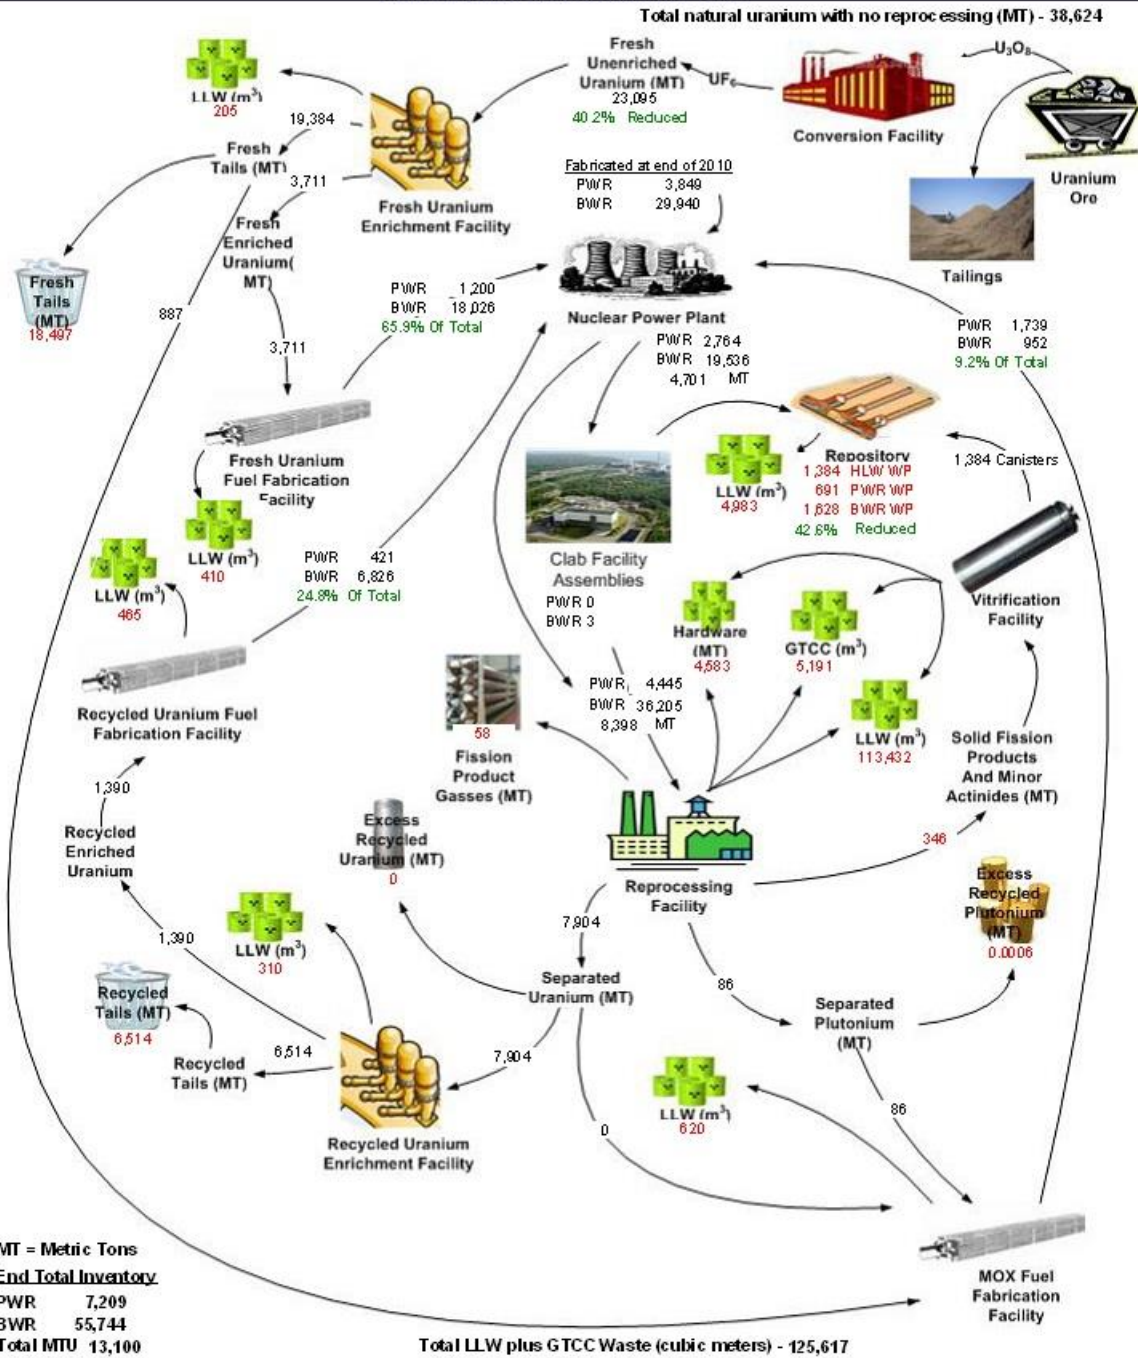 Total natural uranium with no reprocessing (MT) - 38,624
LLW (m³)
205
Fresh
Unenriched
Uranium (MT)
23,095
40.2% Reduced
UF₆
U₃O₈
Conversion Facility
Uranium
Ore
Tailings
19,384
Fresh
Tails (MT)
3,711
Fresh Uranium
Enrichment Facility
Fabricated at end of 2010
PWR 3,849
BWR 29,940
Fresh
Enriched
Uranium(
MT)
Fresh
Tails
(MT)
18,497
887
3,711
PWR 1,200
BWR 18,026
65.9% Of Total
Nuclear Power Plant
PWR 2,764
BWR 19,536
4,701 MT
PWR 1,739
BWR 952
9.2% Of Total
Fresh Uranium
Fuel Fabrication
Facility
LLW (m³)
410
LLW (m³)
465
PWR 421
BWR 6,826
24.8% Of Total
Clab Facility
Assemblies
PWR 0
BWR 3
LLW (m³)
4,983
Repository
1,384 HLW WP
691 PWR WP
1,628 BWR WP
42.6% Reduced
1,384 Canisters
Vitrification
Facility
Hardware
(MT)
4,583
GTCC (m³)
5,191
LLW (m³)
113,432
PWR 4,445
BWR 36,205
8,398 MT
58
Fission
Product
Gasses (MT)
Solid Fission
Products
And Minor
Actinides (MT)
346
Recycled Uranium Fuel
Fabrication Facility
1,390
Recycled
Enriched
Uranium
1,390
Excess
Recycled
Uranium (MT)
0
Reprocessing
Facility
7,904
Separated
Uranium (MT)
86
Separated
Plutonium
(MT)
Excess
Recycled
Plutonium
(MT)
0.0006
LLW (m³)
310
Recycled
Tails (MT)
6,514
Recycled
Tails (MT)
6,514
7,904
Recycled Uranium
Enrichment Facility
0
LLW (m³)
620
86
MOX Fuel
Fabrication
Facility
MT = Metric Tons
End Total Inventory
PWR 7,209
BWR 55,744
Total MTU 13,100
Total LLW plus GTCC Waste (cubic meters) - 125,617